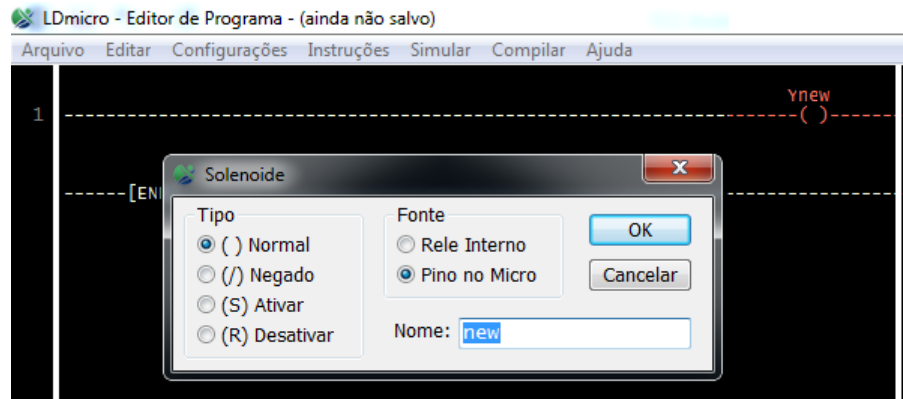 LDmicro - Editor de Programa - (ainda não salvo)
Arquivo Editar Configurações Instruções Simular Compilar Ajuda
Ynew
1 ( )
Solenoide
x
[EN
Tipo
Fonte
( ) Normal
Rele Interno
OK
(/) Negado
Pino no Micro
Cancelar
(S) Ativar
(R) Desativar
Nome: new